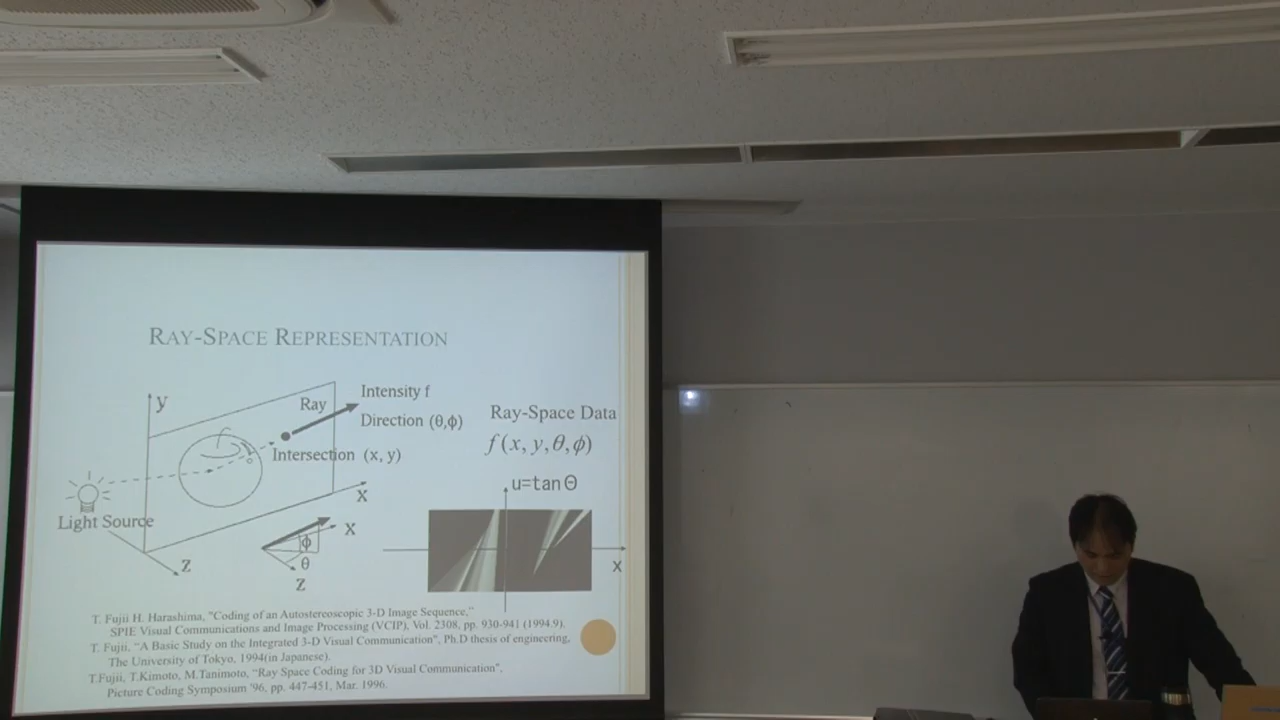 RAY-SPACE REPRESENTATION
y
Ray
Intensity f
Direction (θ,ϕ)
Intersection (x, y)
x
Light Source
z
x
ϕ
θ
z
Ray-Space Data
f(x, y, θ, ϕ)
u=tanΘ
x
T. Fujii H. Harashima, "Coding of an Autostereoscopic 3-D Image Sequence,"
SPIE Visual Communications and Image Processing (VCIP), Vol. 2308, pp. 930-941 (1994.9).
T. Fujii, "A Basic Study on the Integrated 3-D Visual Communication", Ph.D thesis of engineering,
The University of Tokyo, 1994(in Japanese).
T.Fujii, T.Kimoto, M.Tanimoto, "Ray Space Coding for 3D Visual Communication",
Picture Coding Symposium '96, pp. 447-451, Mar. 1996.